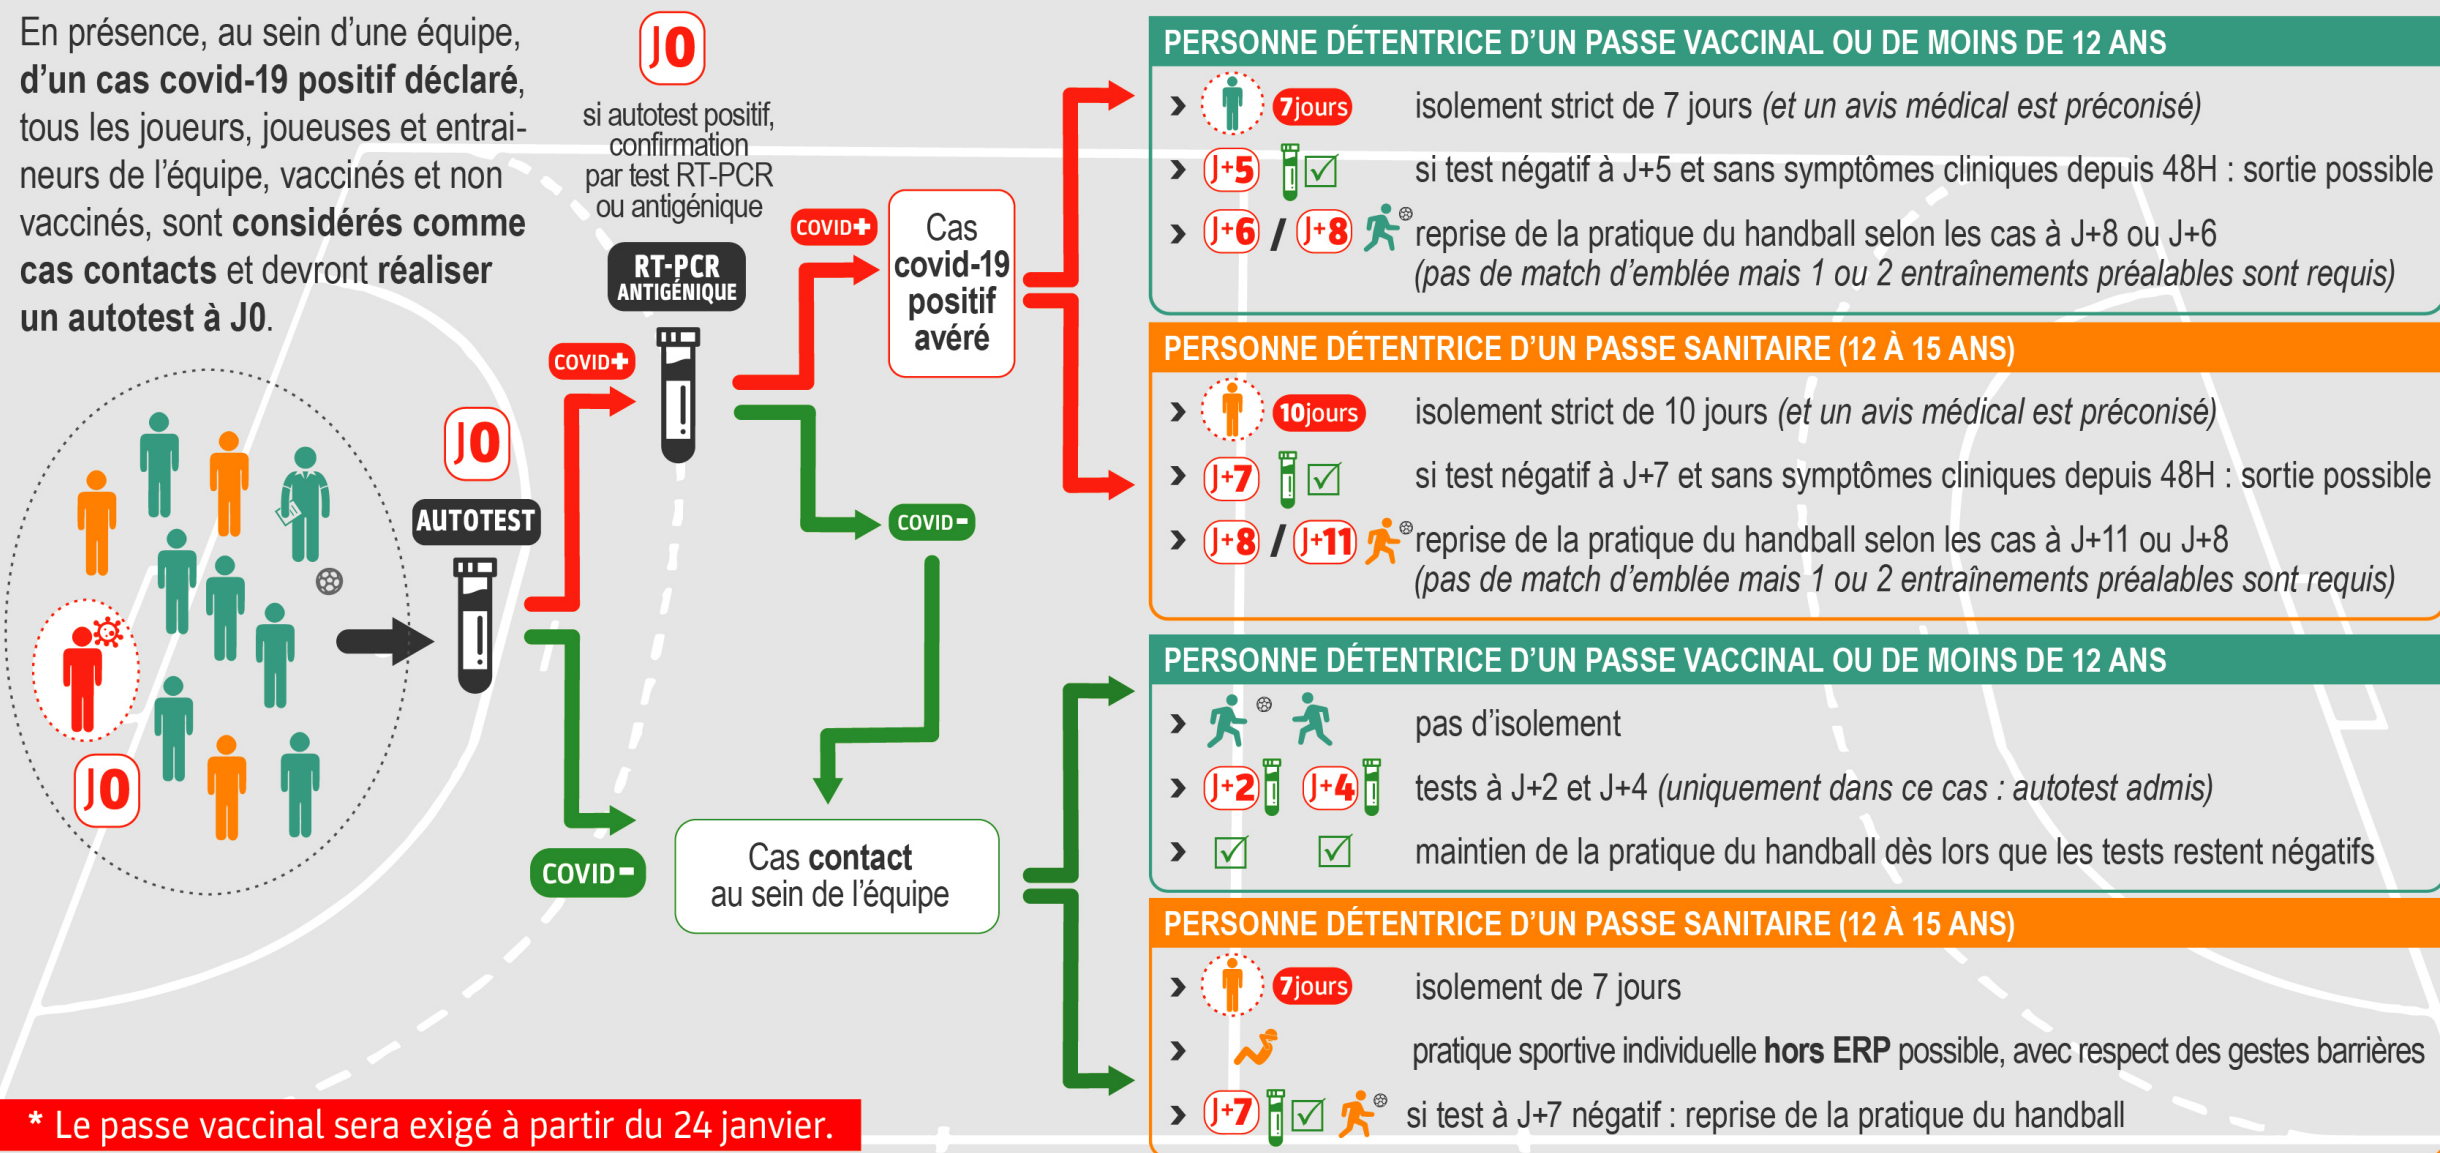 En présence, au sein d'une équipe,
d'un cas covid-19 positif déclaré,
tous les joueurs, joueuses et entrai-
neurs de l'équipe, vaccinés et non
vaccinés, sont considérés comme
cas contacts et devront réaliser
un autotest à J0.
J0
J0
AUTOTEST
J0
si autotest positif,
confirmation
par test RT-PCR
ou antigénique
RT-PCR
ANTIGÉNIQUE
COVID+
COVID-
COVID+
COVID-
Cas
covid-19
positif
avéré
Cas contact
au sein de l'équipe
PERSONNE DÉTENTRICE D'UN PASSE VACCINAL OU DE MOINS DE 12 ANS
› 7jours isolement strict de 7 jours (et un avis médical est préconisé)
› J+5 si test négatif à J+5 et sans symptômes cliniques depuis 48H : sortie possible
› J+6 / J+8 reprise de la pratique du handball selon les cas à J+8 ou J+6
(pas de match d'emblée mais 1 ou 2 entraînements préalables sont requis)
PERSONNE DÉTENTRICE D'UN PASSE SANITAIRE (12 À 15 ANS)
› 10jours isolement strict de 10 jours (et un avis médical est préconisé)
› J+7 si test négatif à J+7 et sans symptômes cliniques depuis 48H : sortie possible
› J+8 / J+11 reprise de la pratique du handball selon les cas à J+11 ou J+8
(pas de match d'emblée mais 1 ou 2 entraînements préalables sont requis)
PERSONNE DÉTENTRICE D'UN PASSE VACCINAL OU DE MOINS DE 12 ANS
› pas d'isolement
› J+2 J+4 tests à J+2 et J+4 (uniquement dans ce cas : autotest admis)
› maintien de la pratique du handball dès lors que les tests restent négatifs
PERSONNE DÉTENTRICE D'UN PASSE SANITAIRE (12 À 15 ANS)
› 7jours isolement de 7 jours
› pratique sportive individuelle hors ERP possible, avec respect des gestes barrières
› J+7 si test à J+7 négatif : reprise de la pratique du handball
* Le passe vaccinal sera exigé à partir du 24 janvier.